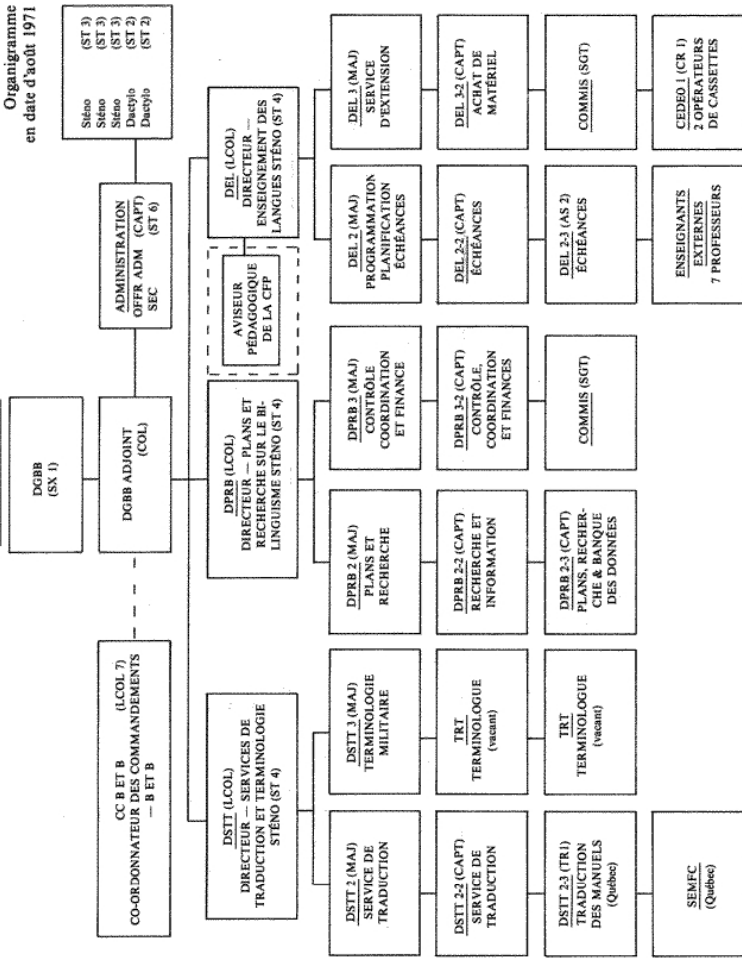 Organigramme
en date d'août 1971
DGBB
(SX 1)
DGBB ADJOINT
(COL)
CC B ET B (LCOL 7)
CO-ORDONNATEUR DES COMMANDEMENTS
— B ET B
ADMINISTRATION
OFFR ADM (CAPT)
SEC (ST 6)
Sténo (ST 3)
Sténo (ST 3)
Sténo (ST 3)
Dactylo (ST 2)
Dactylo (ST 2)
DSTT (LCOL)
DIRECTEUR — SERVICES DE
TRADUCTION ET TERMINOLOGIE
STÉNO (ST 4)
DPRB (LCOL)
DIRECTEUR — PLANS ET
RECHERCHE SUR LE BI-
LINGUISME STÉNO (ST 4)
AVISEUR
PÉDAGOGIQUE
DE LA CFP
DEL (LCOL)
DIRECTEUR —
ENSEIGNEMENT DES
LANGUES STÉNO (ST 4)
DSTT 2 (MAJ)
SERVICE DE
TRADUCTION
DSTT 3 (MAJ)
TERMINOLOGIE
MILITAIRE
DPRB 2 (MAJ)
PLANS ET
RECHERCHE
DPRB 3 (MAJ)
CONTRÔLE
COORDINATION
ET FINANCE
DEL 2 (MAJ)
PROGRAMMATION
PLANIFICATION
ÉCHÉANCES
DEL 3 (MAJ)
SERVICE
D'EXTENSION
DSTT 2-2 (CAPT)
SERVICE DE
TRADUCTION
TRT
TERMINOLOGUE
(vacant)
DPRB 2-2 (CAPT)
RECHERCHE ET
INFORMATION
DPRB 3-2 (CAPT)
CONTRÔLE,
COORDINATION
ET FINANCES
DEL 2-2 (CAPT)
ÉCHÉANCES
DEL 3-2 (CAPT)
ACHAT DE
MATÉRIEL
DSTT 2-3 (TR1)
TRADUCTION
DES MANUELS
(Québec)
TRT
TERMINOLOGUE
(vacant)
DPRB 2-3 (CAPT)
PLANS, RECHER-
CHE & BANQUE
DES DONNÉES
COMMIS (SGT)
DEL 2-3 (AS 2)
ÉCHÉANCES
COMMIS (SGT)
SEMFC
(Québec)
ENSEIGNANTS
EXTERNES
7 PROFESSEURS
CEDEO 1 (CR 1)
2 OPÉRATEURS
DE CASSETTES